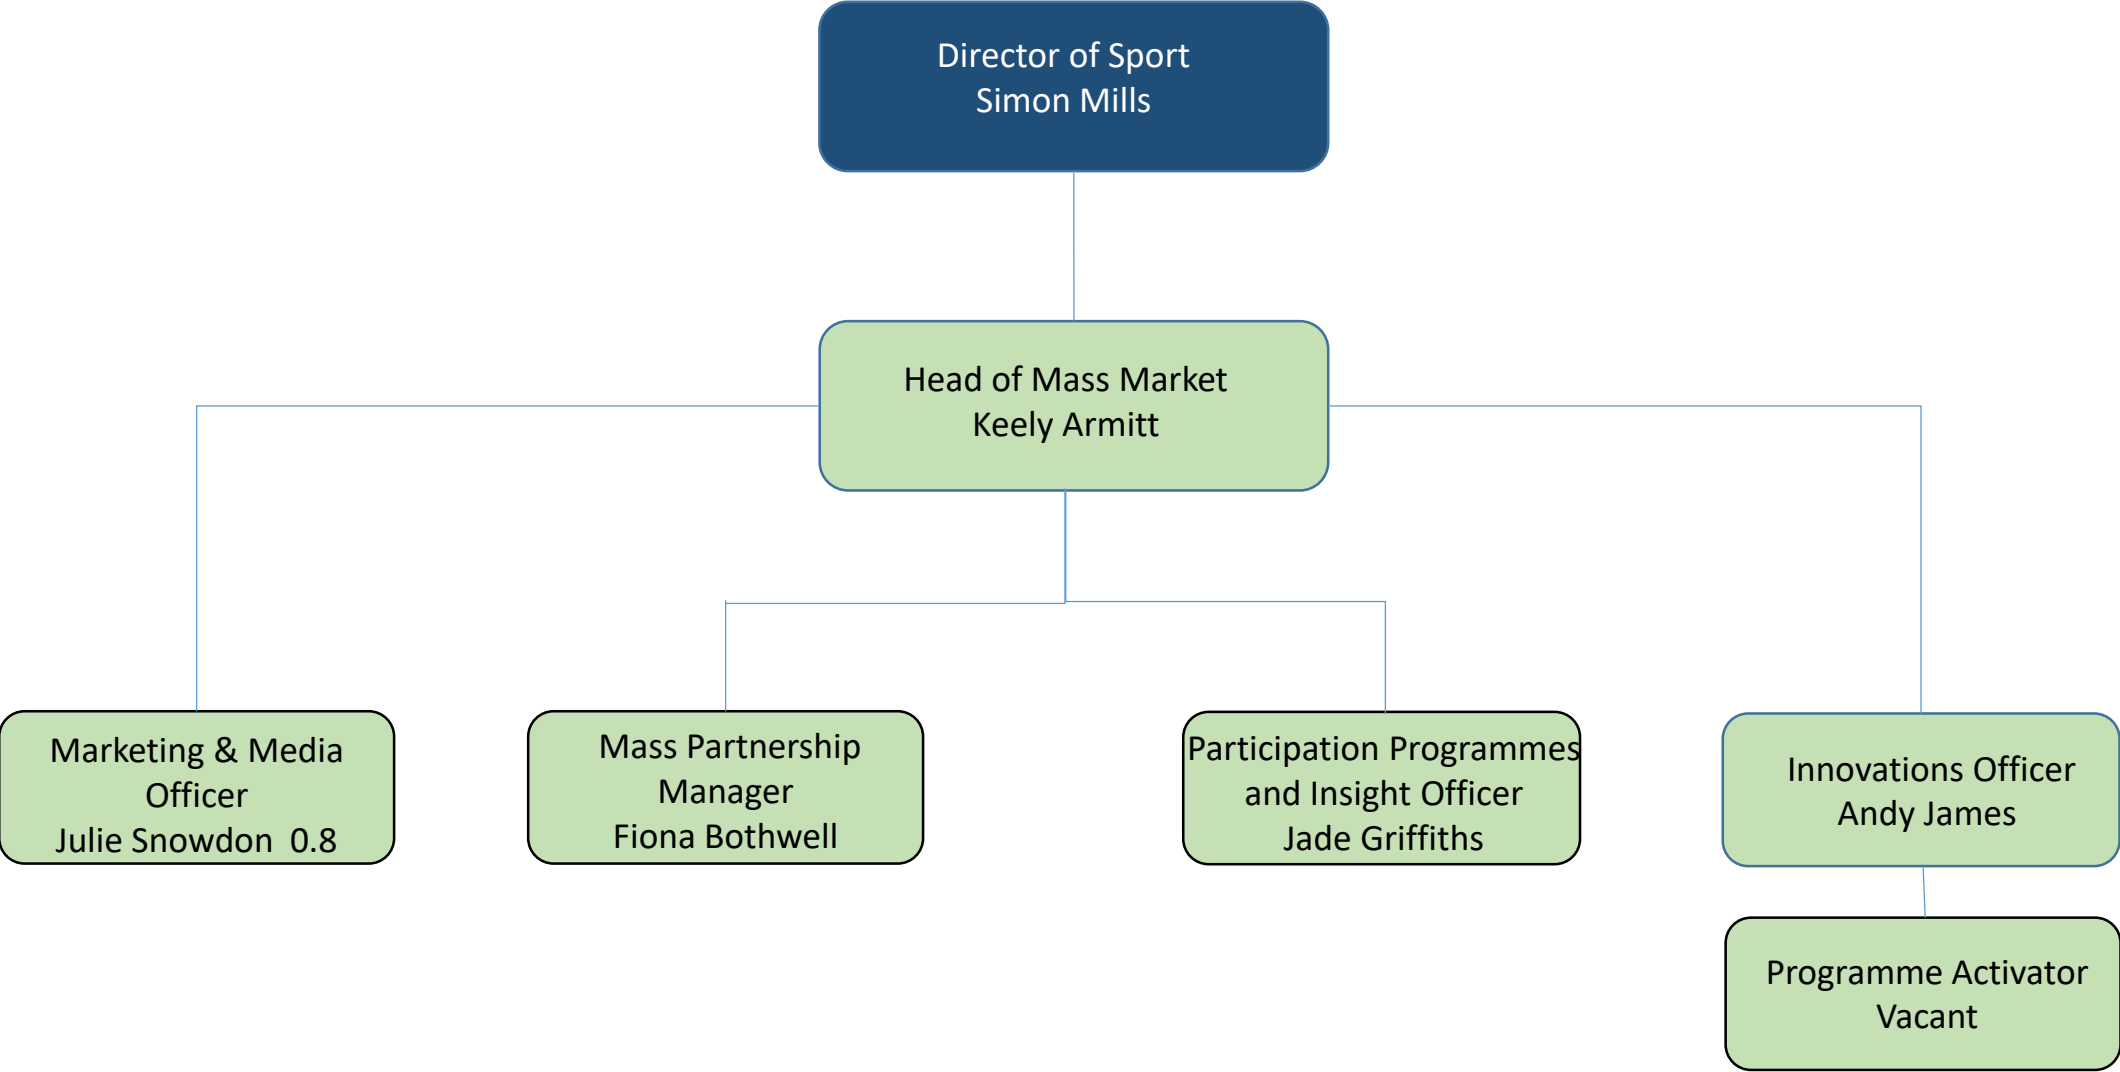 Director of Sport
Simon Mills
Head of Mass Market
Keely Armitt
Marketing & Media
Officer
Julie Snowdon  0.8
Mass Partnership
Manager
Fiona Bothwell
Participation Programmes
and Insight Officer
Jade Griffiths
Innovations Officer
Andy James
Programme Activator
Vacant